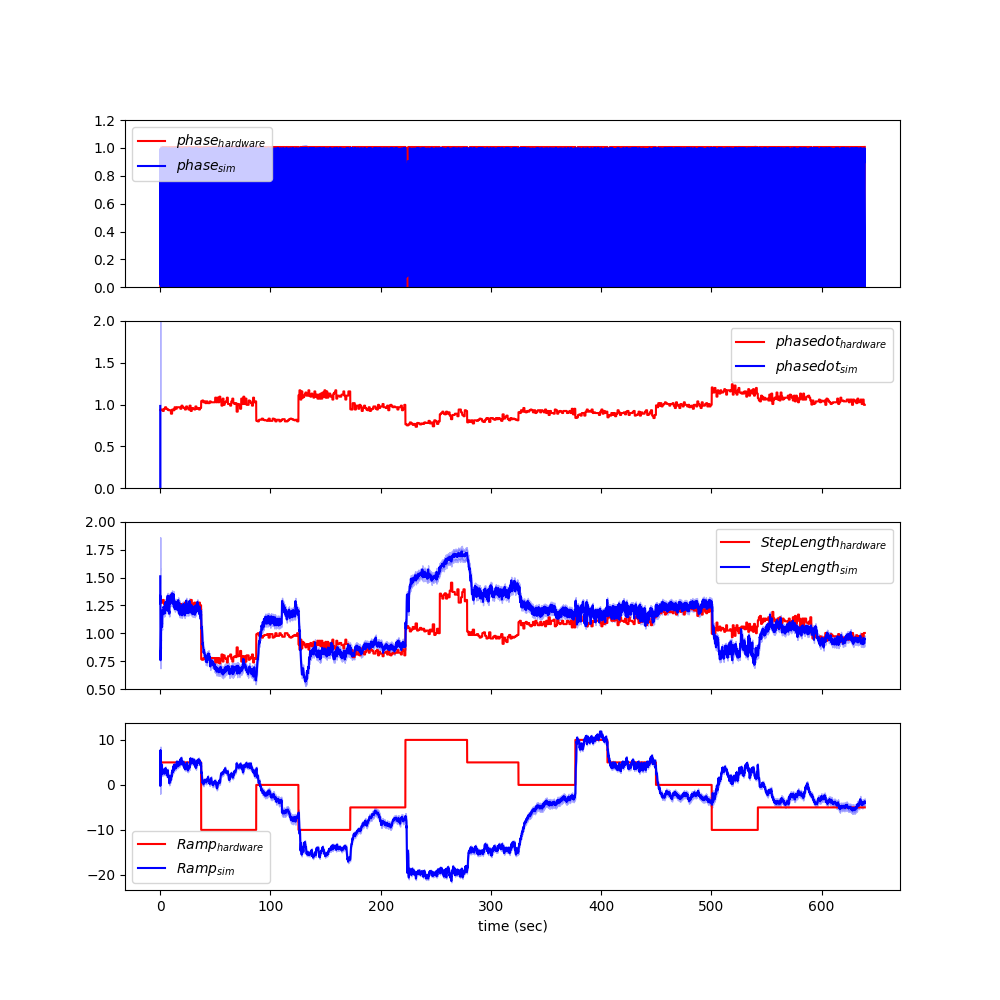 1.2
1.0
0.8
0.6
0.4
0.2
0.0
phase_hardware
phase_sim
2.0
1.5
1.0
0.5
0.0
phasedot_hardware
phasedot_sim
2.00
1.75
1.50
1.25
1.00
0.75
0.50
StepLength_hardware
StepLength_sim
10
0
−10
−20
Ramp_hardware
Ramp_sim
0 100 200 300 400 500 600
time (sec)